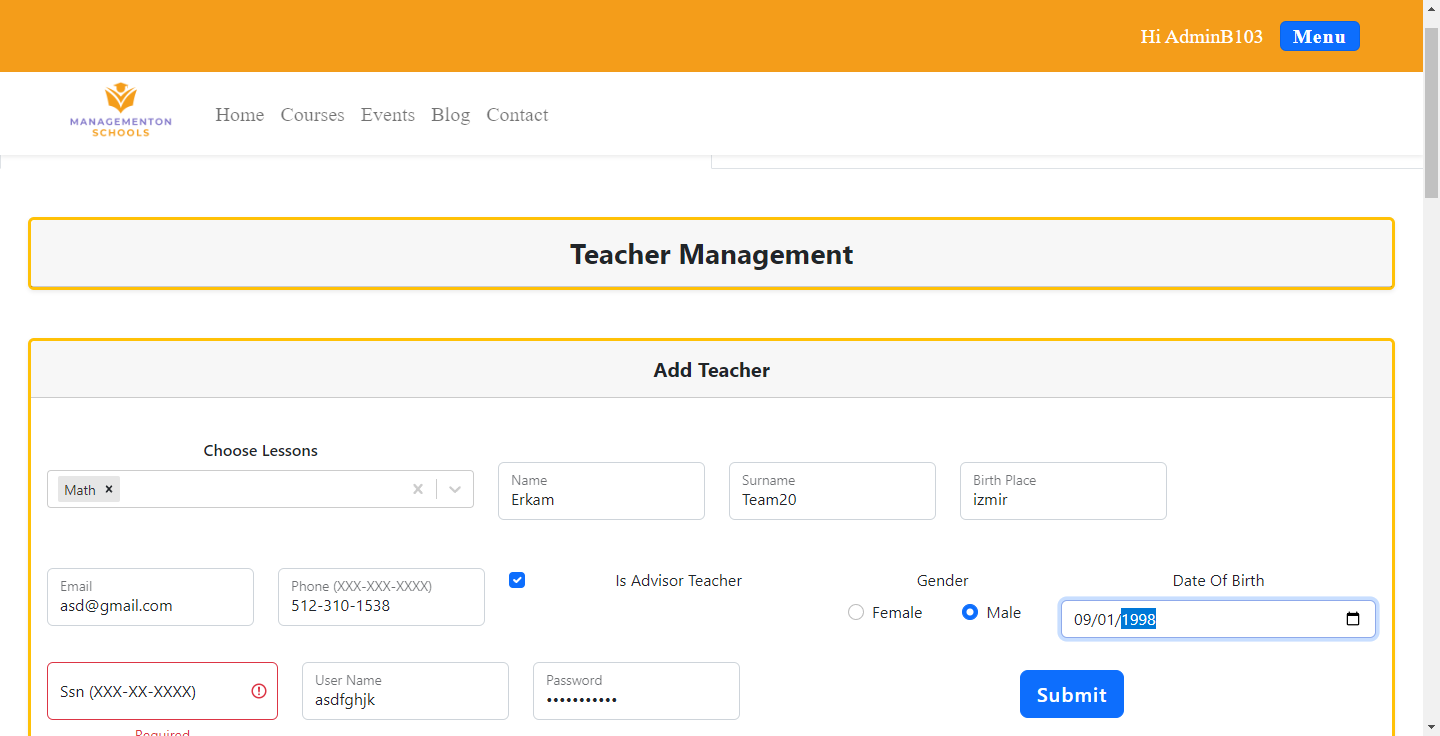 Hi AdminB103 Menu
MANAGEMENTON
SCHOOLS
Home Courses Events Blog Contact
Teacher Management
Add Teacher
Choose Lessons
Math
Name
Erkam
Surname
Team20
Birth Place
izmir
Email
asd@gmail.com
Phone (XXX-XXX-XXXX)
512-310-1538
Is Advisor Teacher
Gender
Female Male
Date Of Birth
09/01/1998
Ssn (XXX-XX-XXXX)
Required
User Name
asdfghjk
Password
•••••••••••
Submit